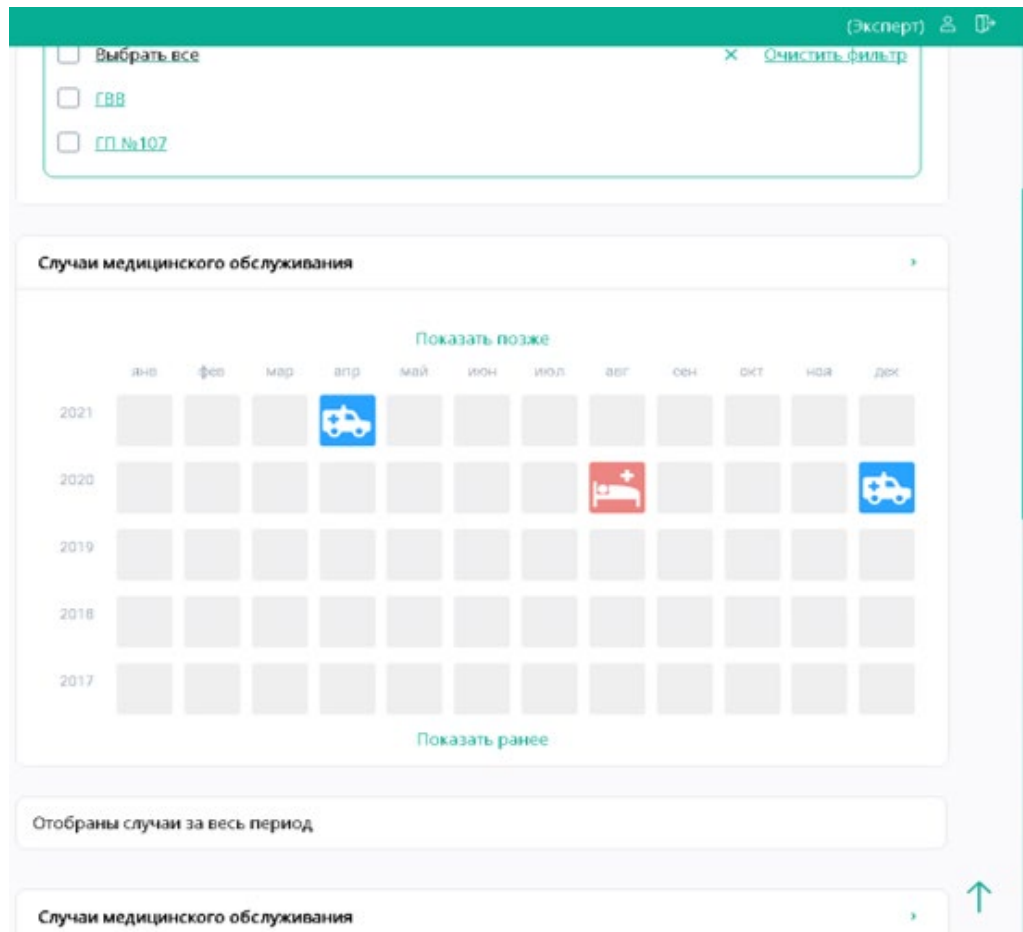 (Эксперт)
Выбрать все
Очистить фильтр
ГВВ
ГП №107
Случаи медицинского обслуживания
Показать позже
янв фев мар апр май июн июл авг сен окт ноя дек
2021
2020
2019
2018
2017
Показать ранее
Отобраны случаи за весь период
Случаи медицинского обслуживания